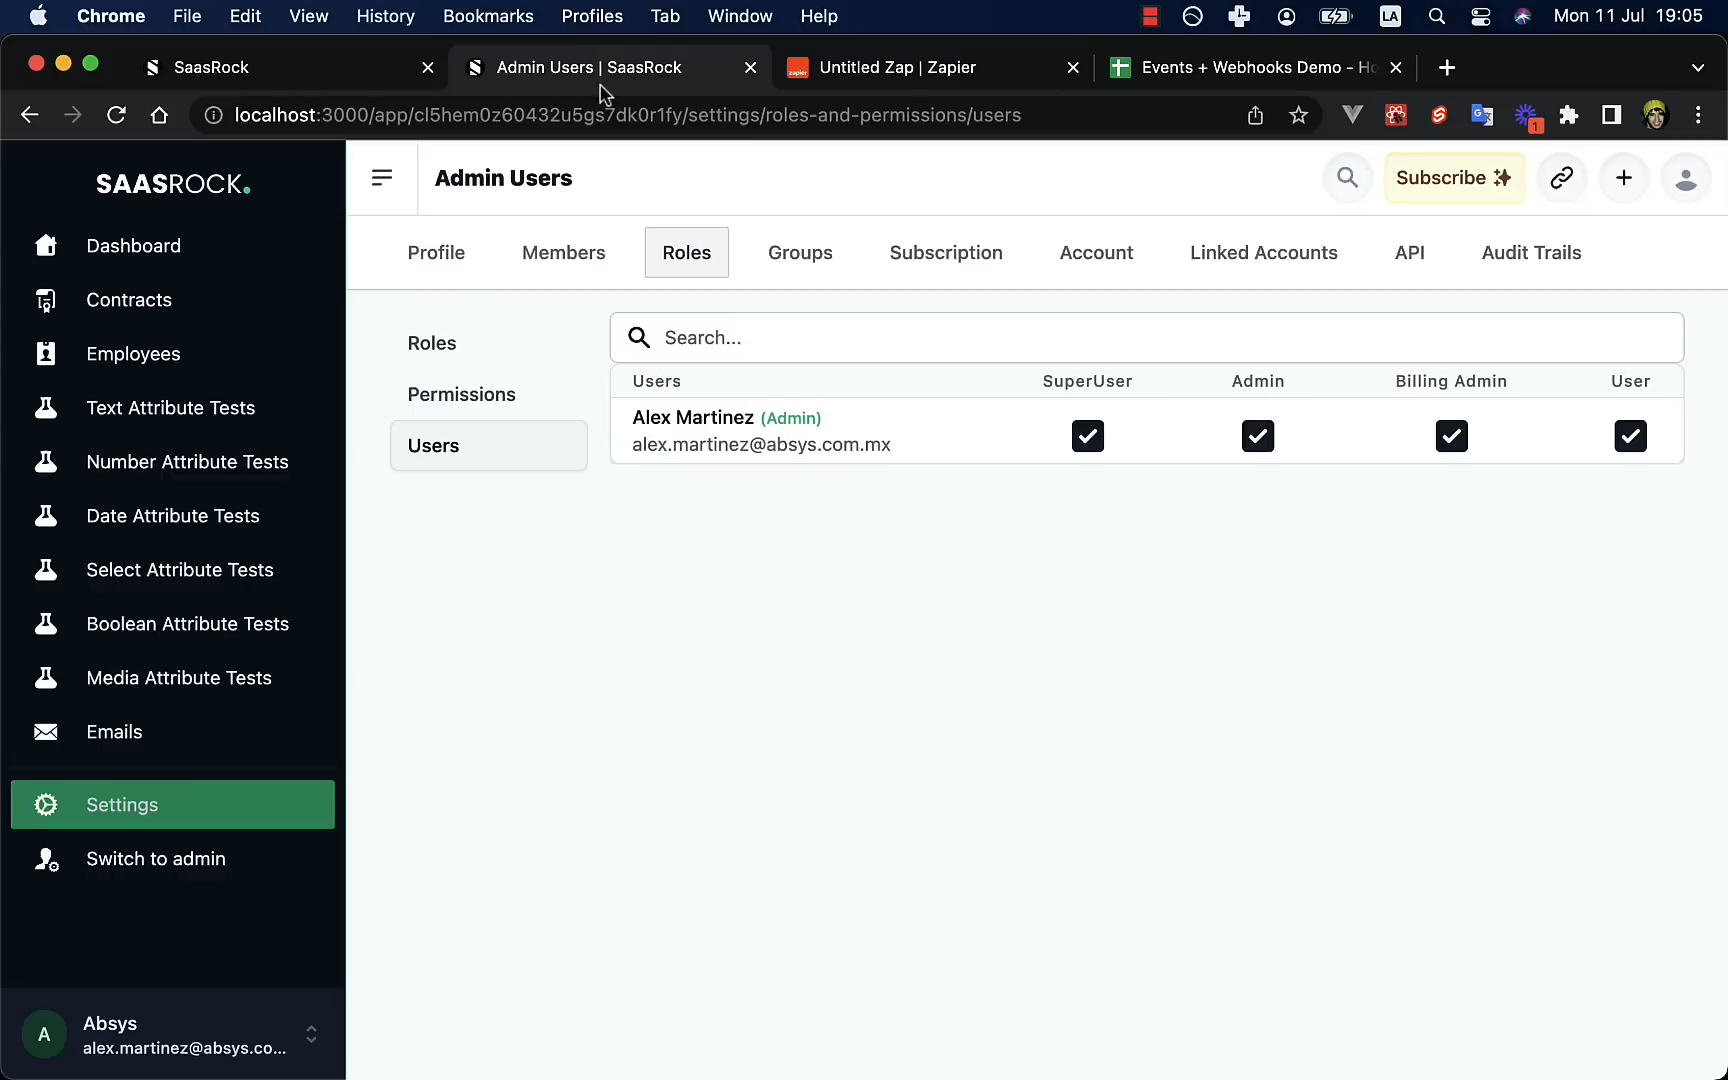 Chrome File Edit View History Bookmarks Profiles Tab Window Help LA Mon 11 Jul 19:05
SaasRock Admin Users | SaasRock zapier Untitled Zap | Zapier Events + Webhooks Demo - Ho
localhost:3000/app/cl5hem0z60432u5gs7dk0r1fy/settings/roles-and-permissions/users 1
SAASROCK.
Dashboard
Contracts
Employees
Text Attribute Tests
Number Attribute Tests
Date Attribute Tests
Select Attribute Tests
Boolean Attribute Tests
Media Attribute Tests
Emails
Settings
Switch to admin
A
Absys
alex.martinez@absys.co...
Admin Users
Subscribe
Profile Members Roles Groups Subscription Account Linked Accounts API Audit Trails
Roles
Permissions
Users
Search...
Users SuperUser Admin Billing Admin User
Alex Martinez (Admin)
alex.martinez@absys.com.mx